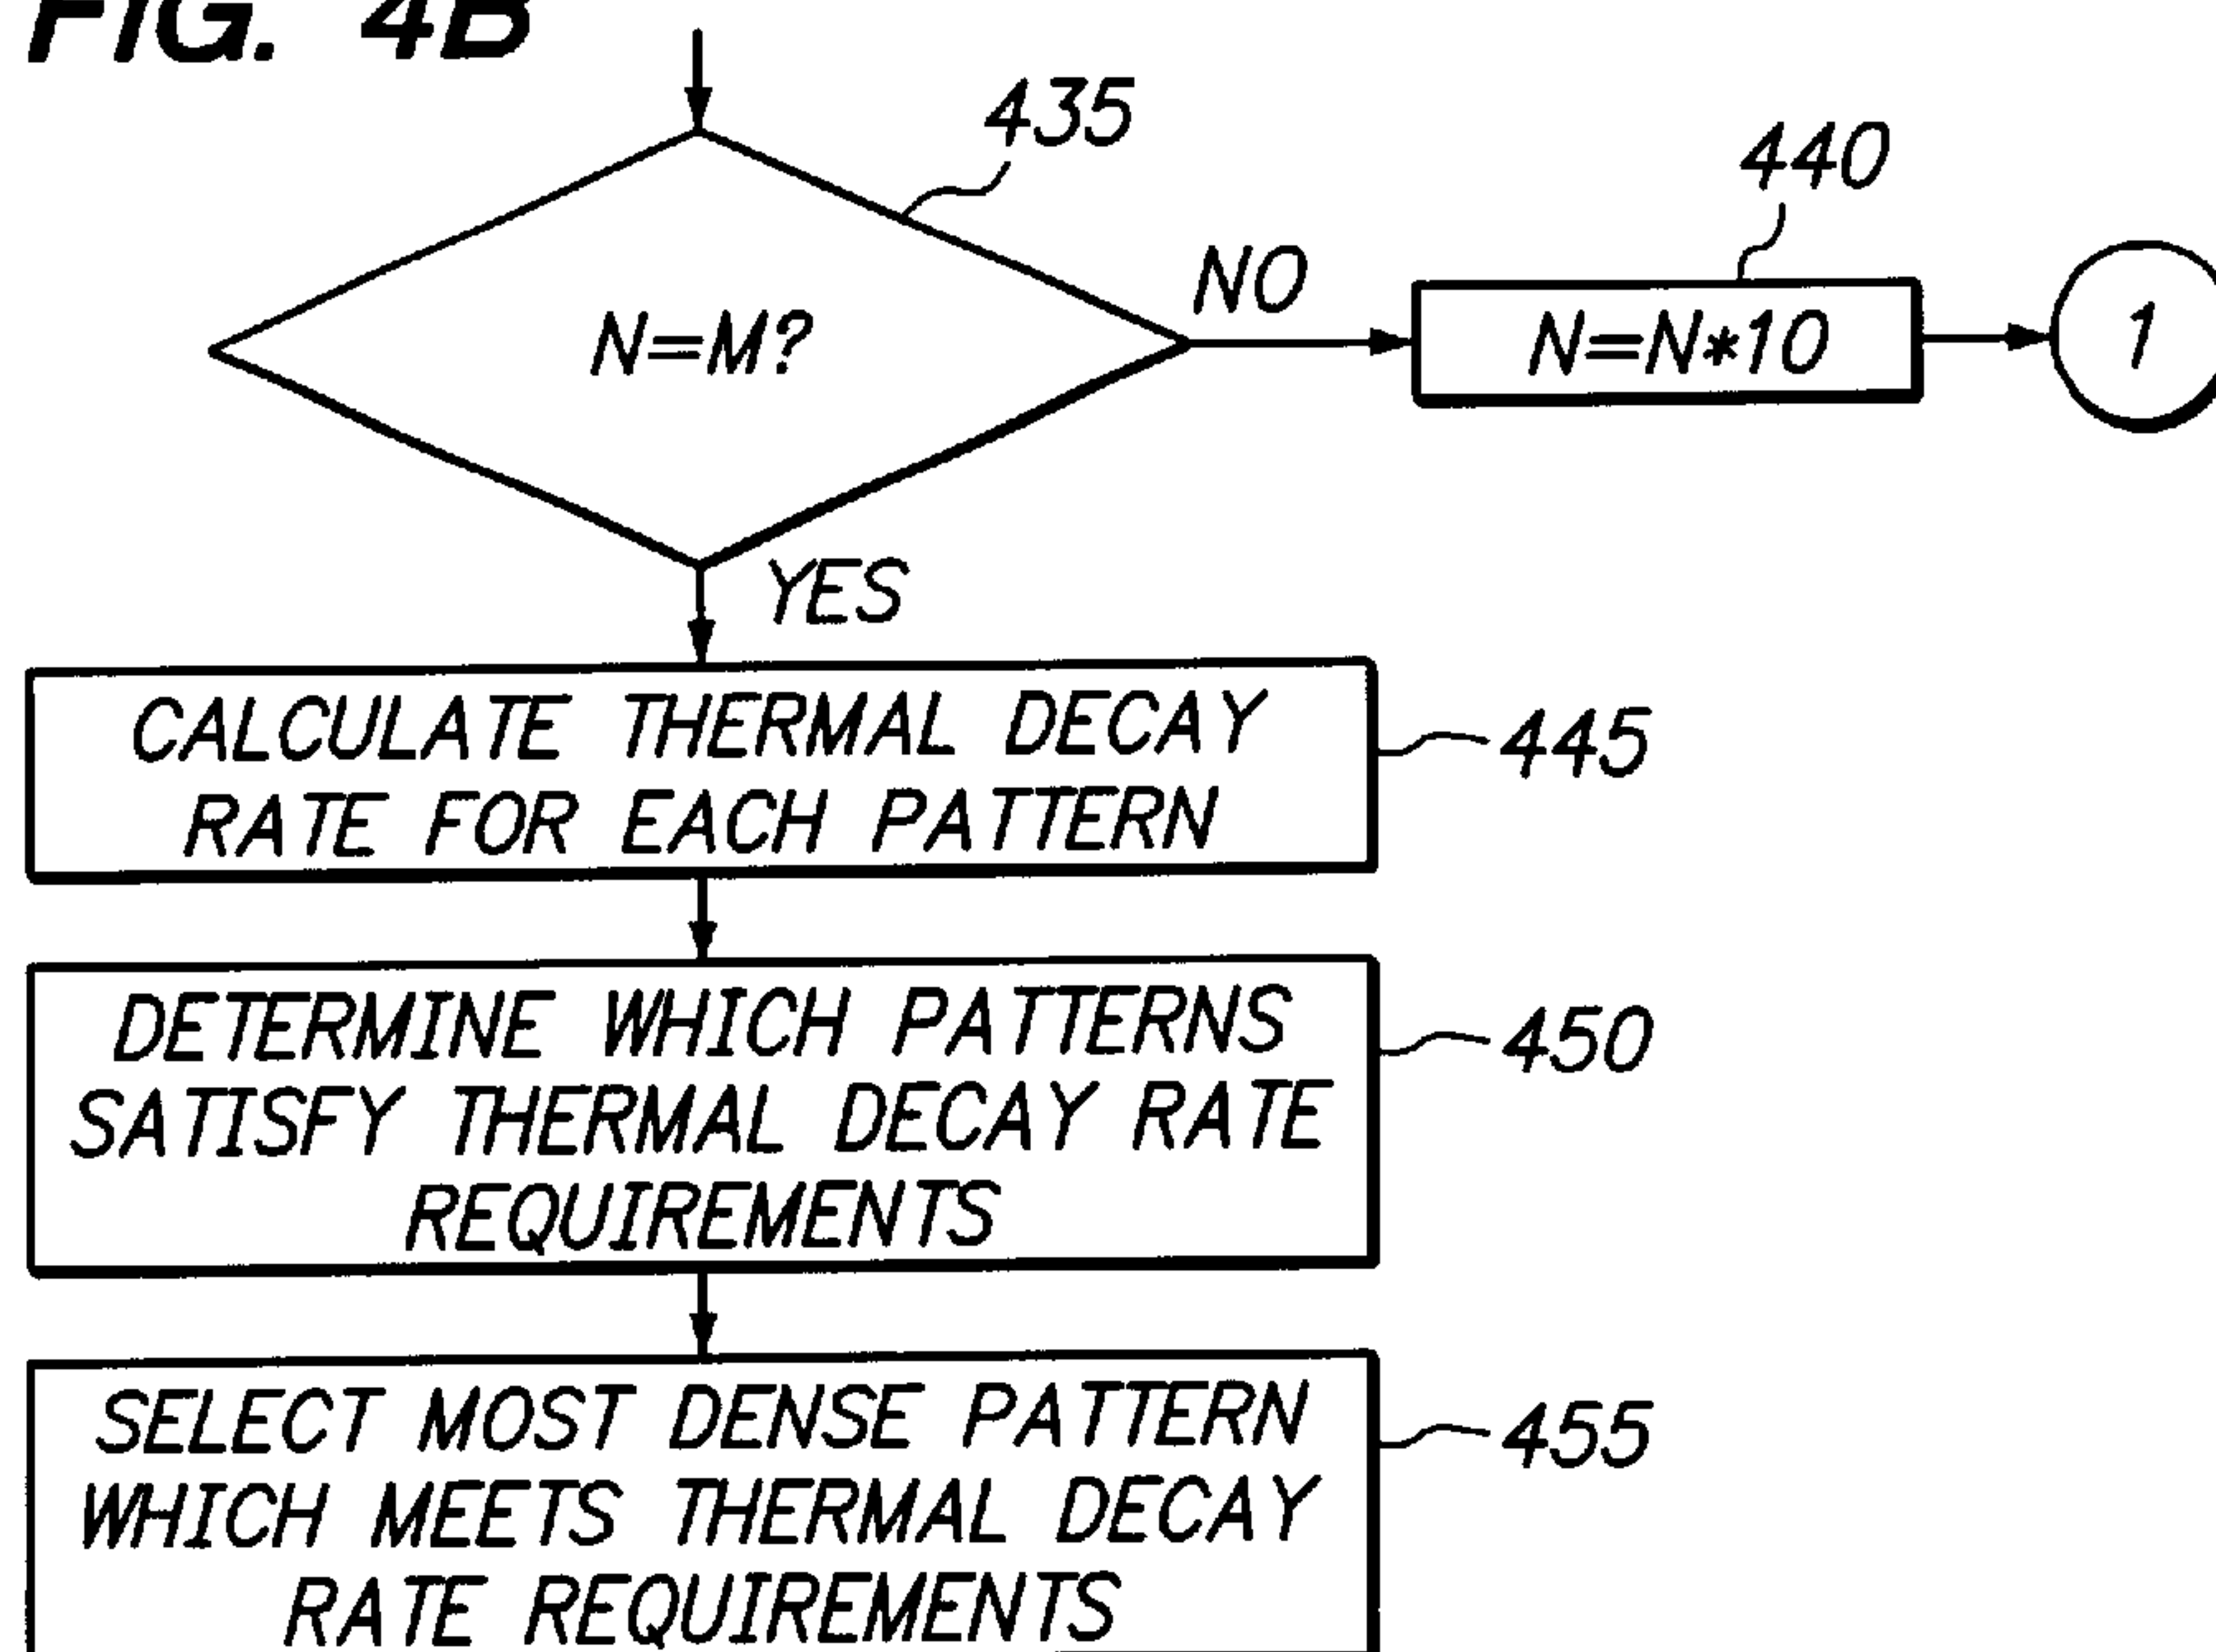 FIG. 4B
435
440
NO
N=M?
N=N*10
1
YES
CALCULATE THERMAL DECAY
RATE FOR EACH PATTERN
445
DETERMINE WHICH PATTERNS
SATISFY THERMAL DECAY RATE
REQUIREMENTS
450
SELECT MOST DENSE PATTERN
WHICH MEETS THERMAL DECAY
RATE REQUIREMENTS
455